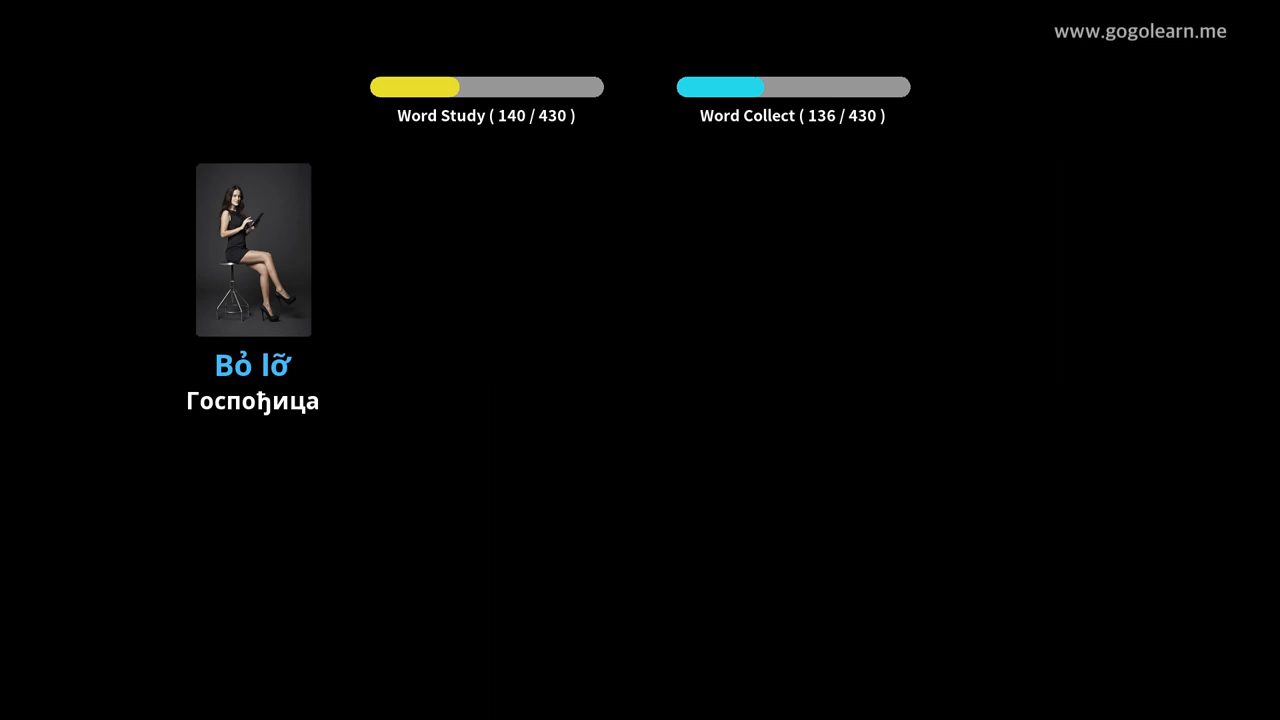 www.gogolearn.me
Word Study ( 140 / 430 )
Word Collect ( 136 / 430 )
Bỏ lỡ
Госпођица